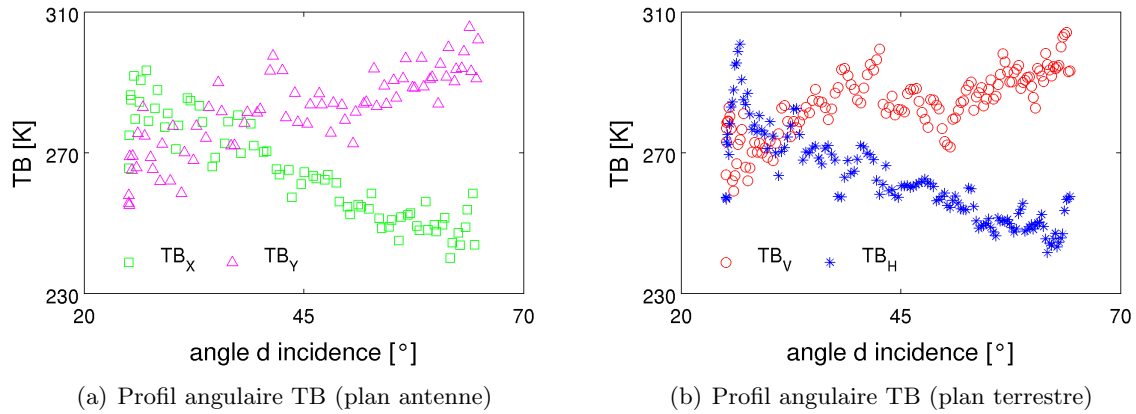 310
270
230
TB [K]
TB_X
TB_Y
20
45
70
angle d incidence [°]
(a) Profil angulaire TB (plan antenne)
310
270
230
TB [K]
TB_V
TB_H
20
45
70
angle d incidence [°]
(b) Profil angulaire TB (plan terrestre)